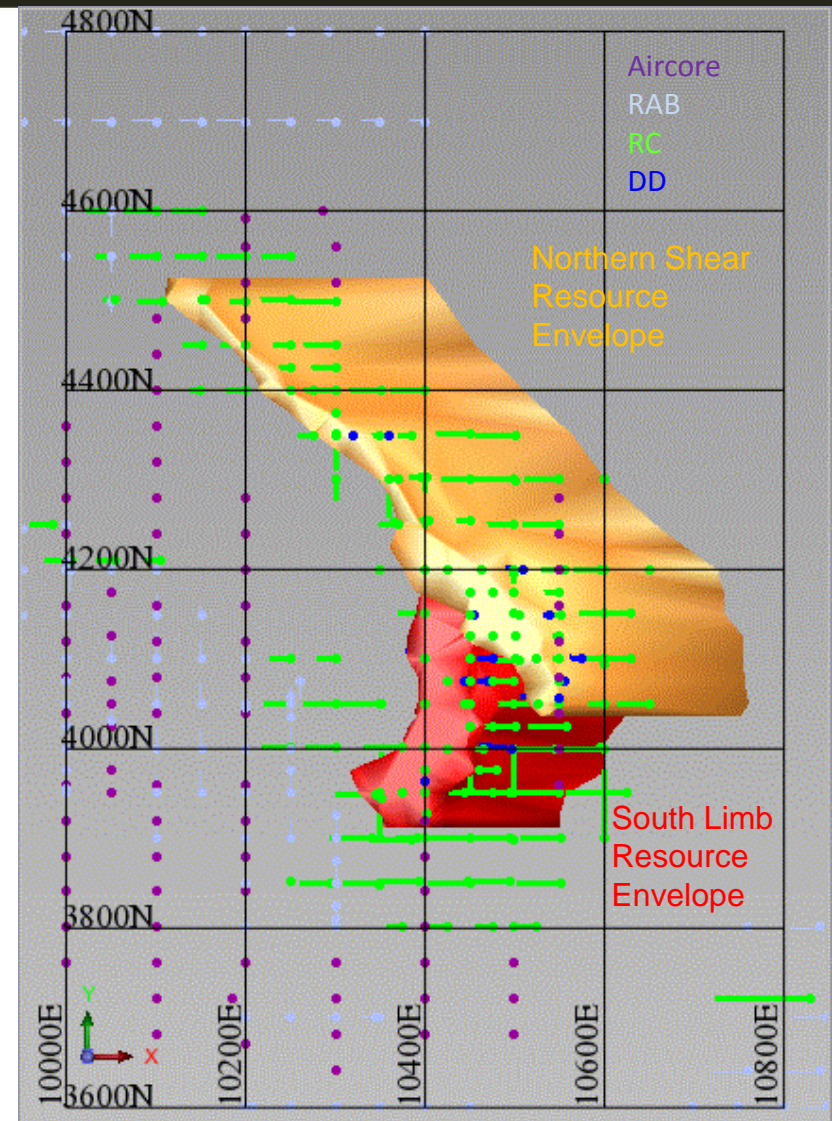 4800N
Aircore
RAB
RC
DD
4600N
Northern Shear
Resource
Envelope
4400N
4200N
4000N
South Limb
Resource
Envelope
3800N
Y
X
10000E
10200E
10400E
10600E
10800E
3600N